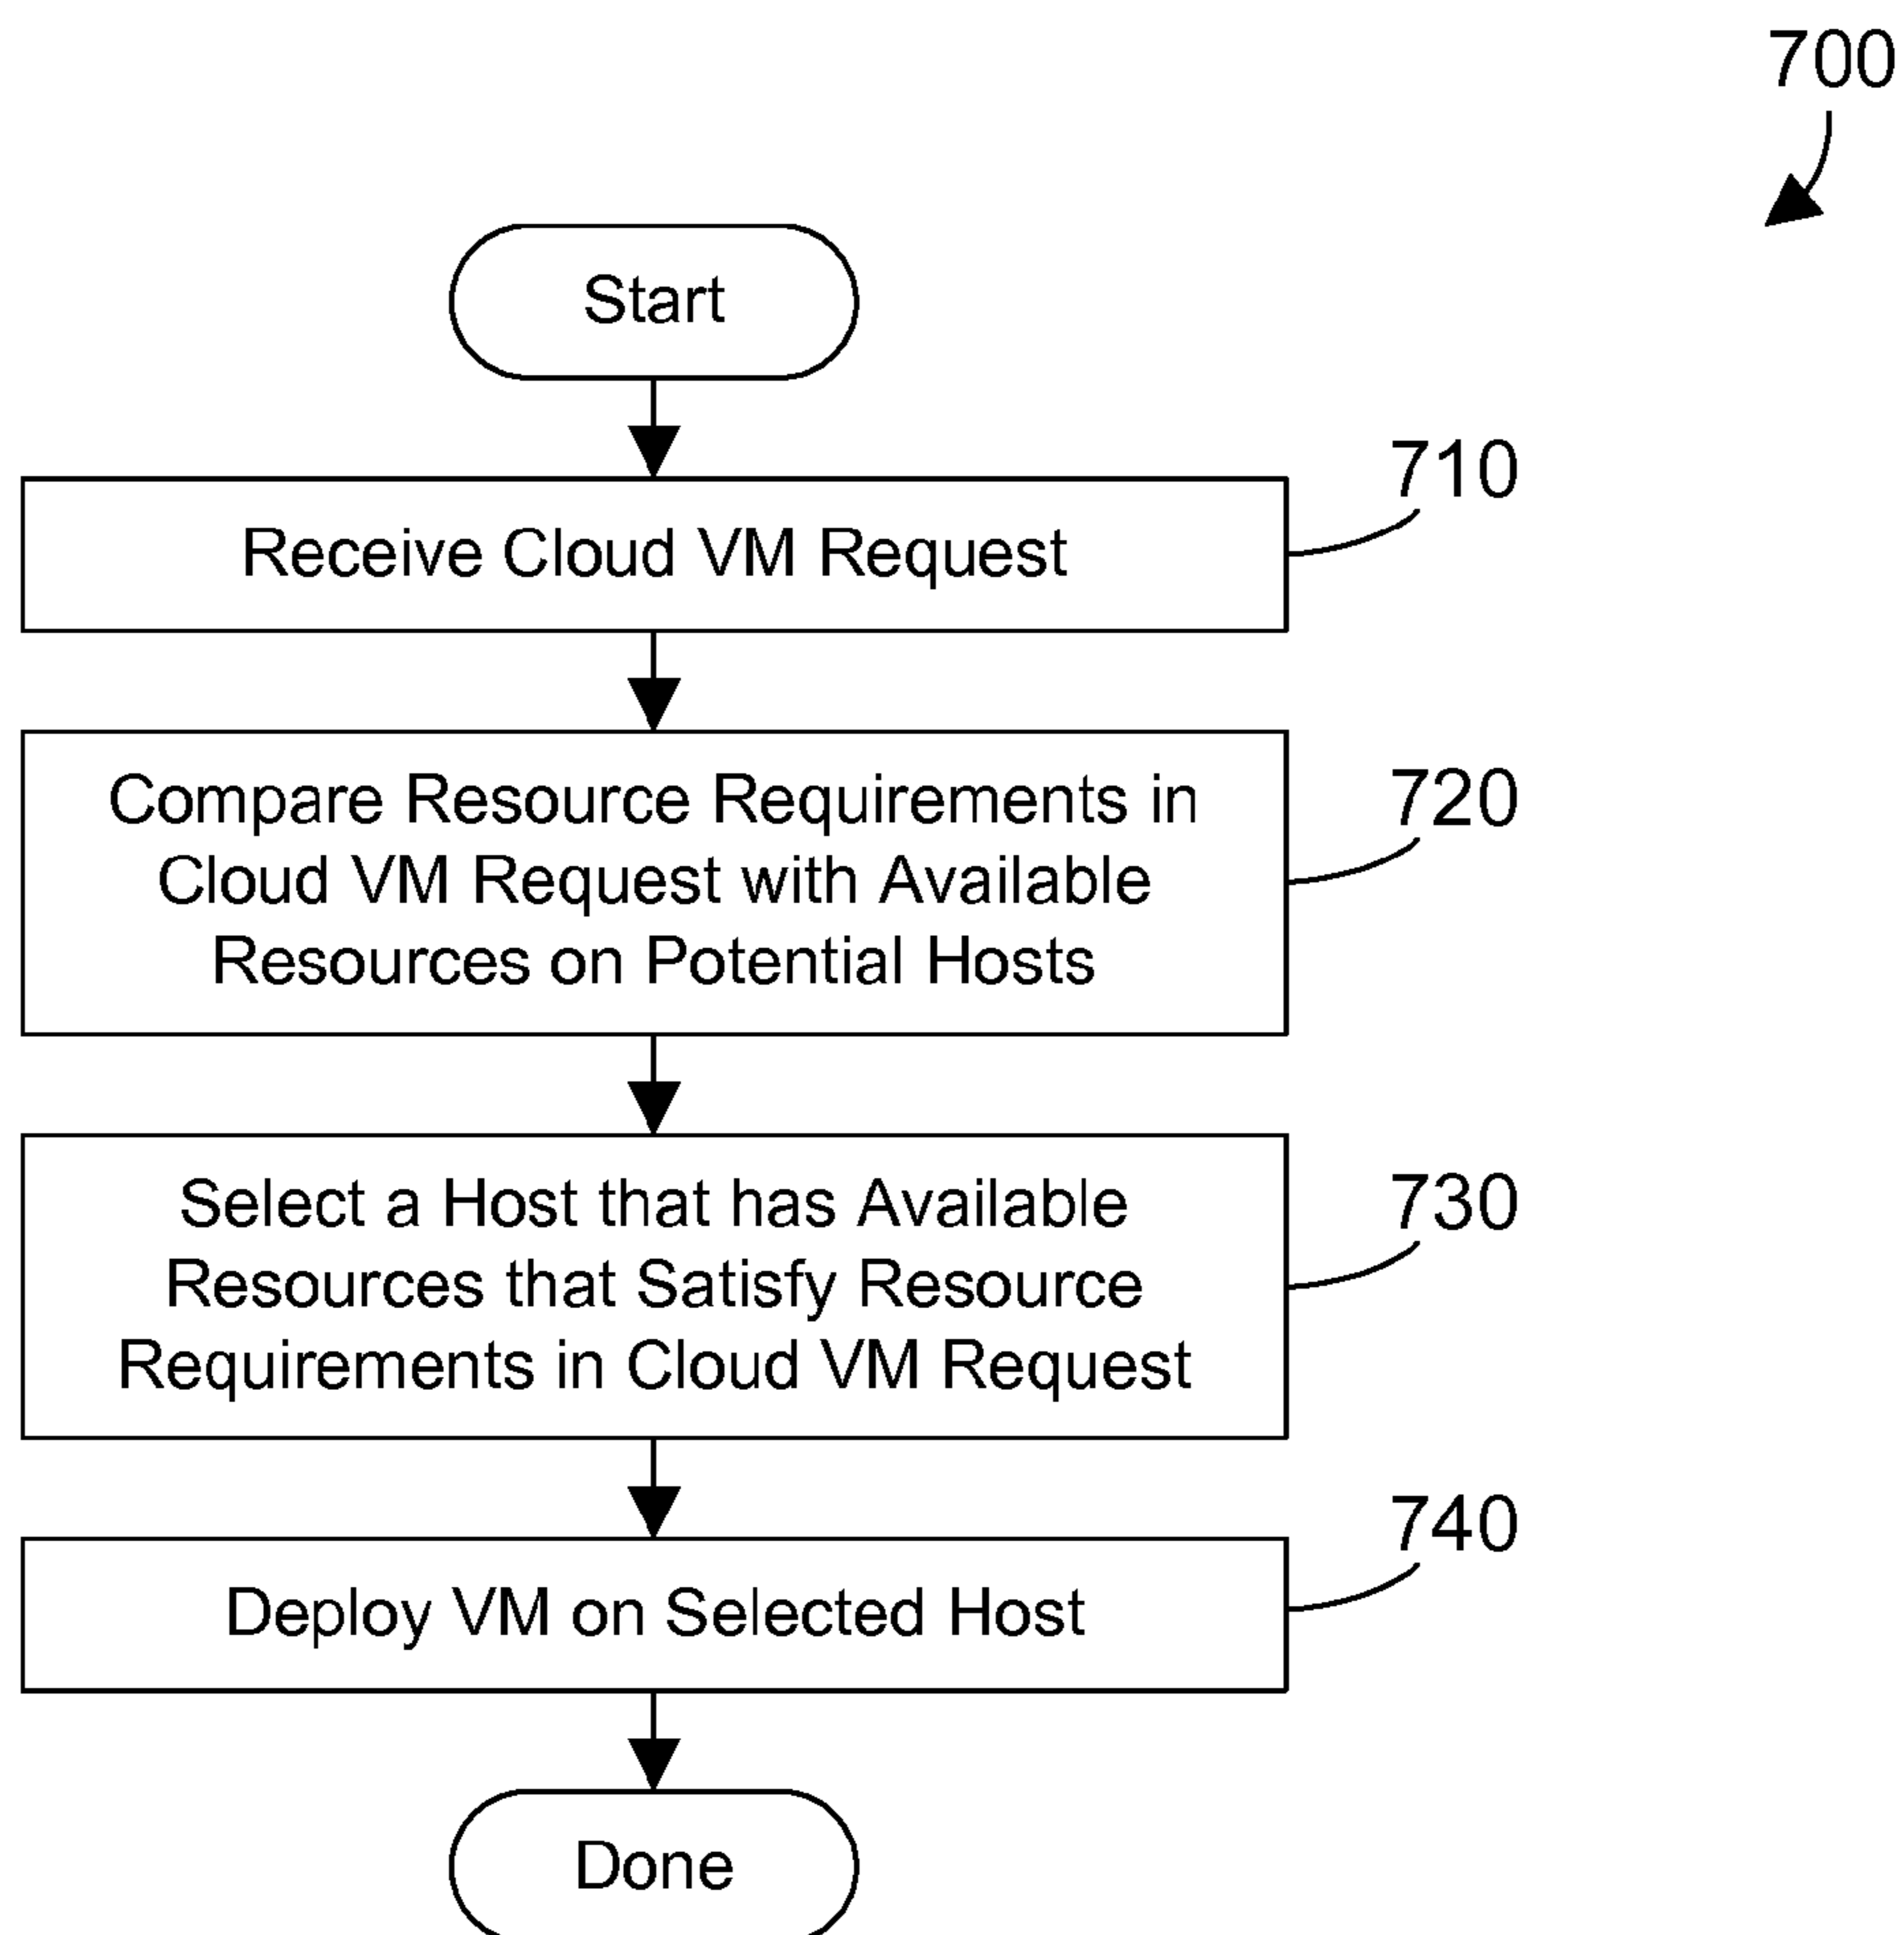 700
Start
710
Receive Cloud VM Request
720
Compare Resource Requirements in
Cloud VM Request with Available
Resources on Potential Hosts
730
Select a Host that has Available
Resources that Satisfy Resource
Requirements in Cloud VM Request
740
Deploy VM on Selected Host
Done